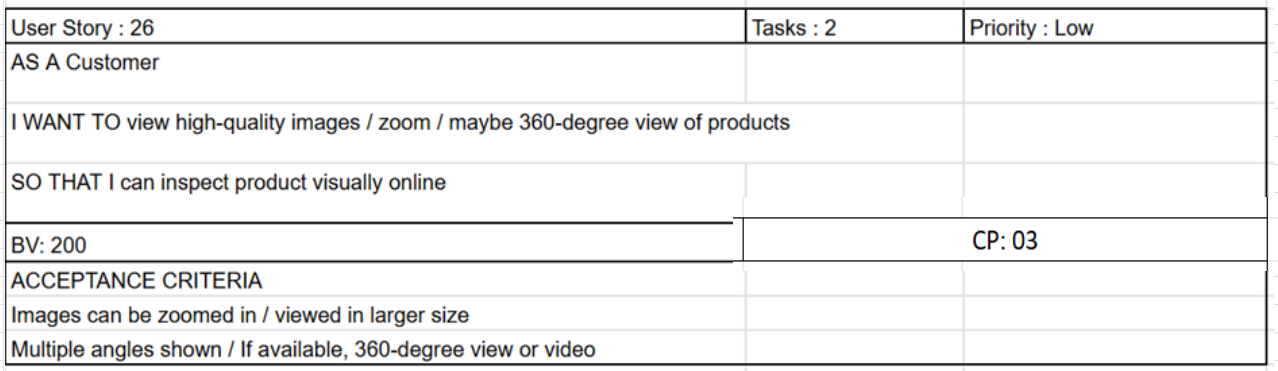 User Story : 26 Tasks : 2 Priority : Low
AS A Customer
I WANT TO view high-quality images / zoom / maybe 360-degree view of products
SO THAT I can inspect product visually online
BV: 200 CP: 03
ACCEPTANCE CRITERIA
Images can be zoomed in / viewed in larger size
Multiple angles shown / If available, 360-degree view or video